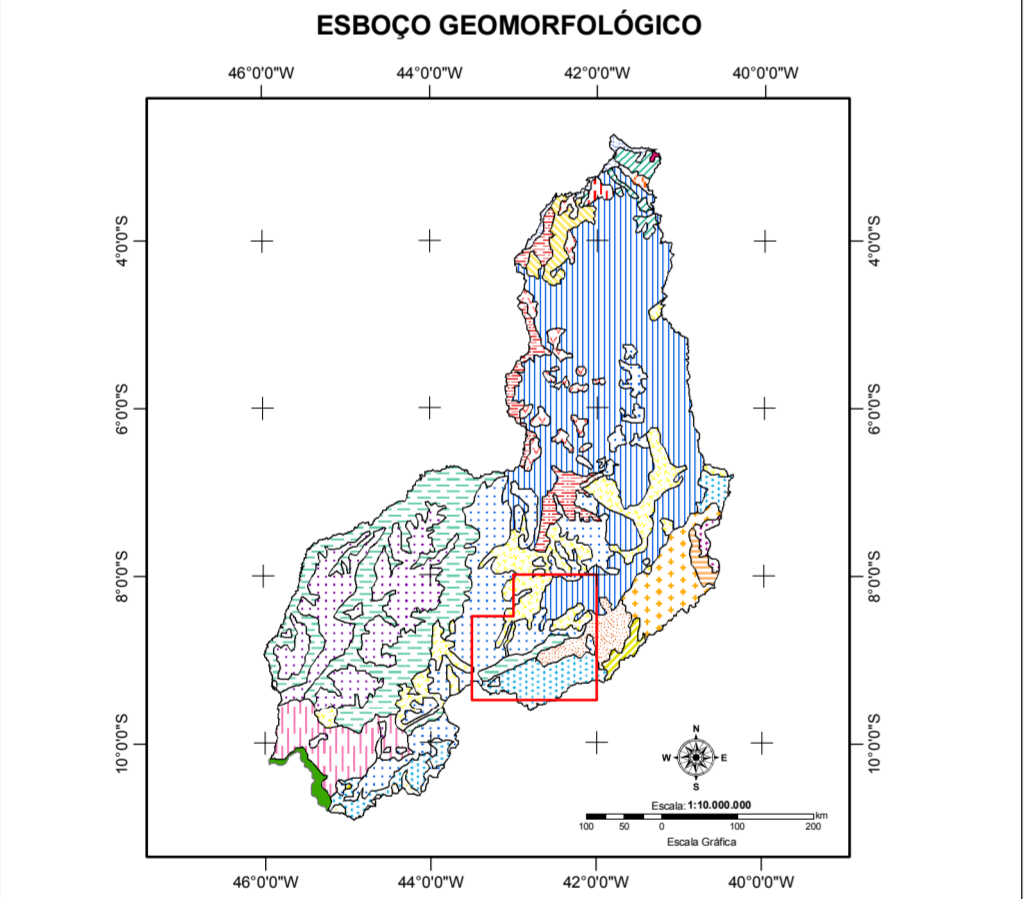 ESBOÇO GEOMORFOLÓGICO
46°0'0"W 44°0'0"W 42°0'0"W 40°0'0"W
4°0'0"S 4°0'0"S
6°0'0"S 6°0'0"S
8°0'0"S 8°0'0"S
10°0'0"S 10°0'0"S
N
W E
S
Escala: 1:10.000.000
km
100 50 0 100 200
Escala Gráfica
46°0'0"W 44°0'0"W 42°0'0"W 40°0'0"W